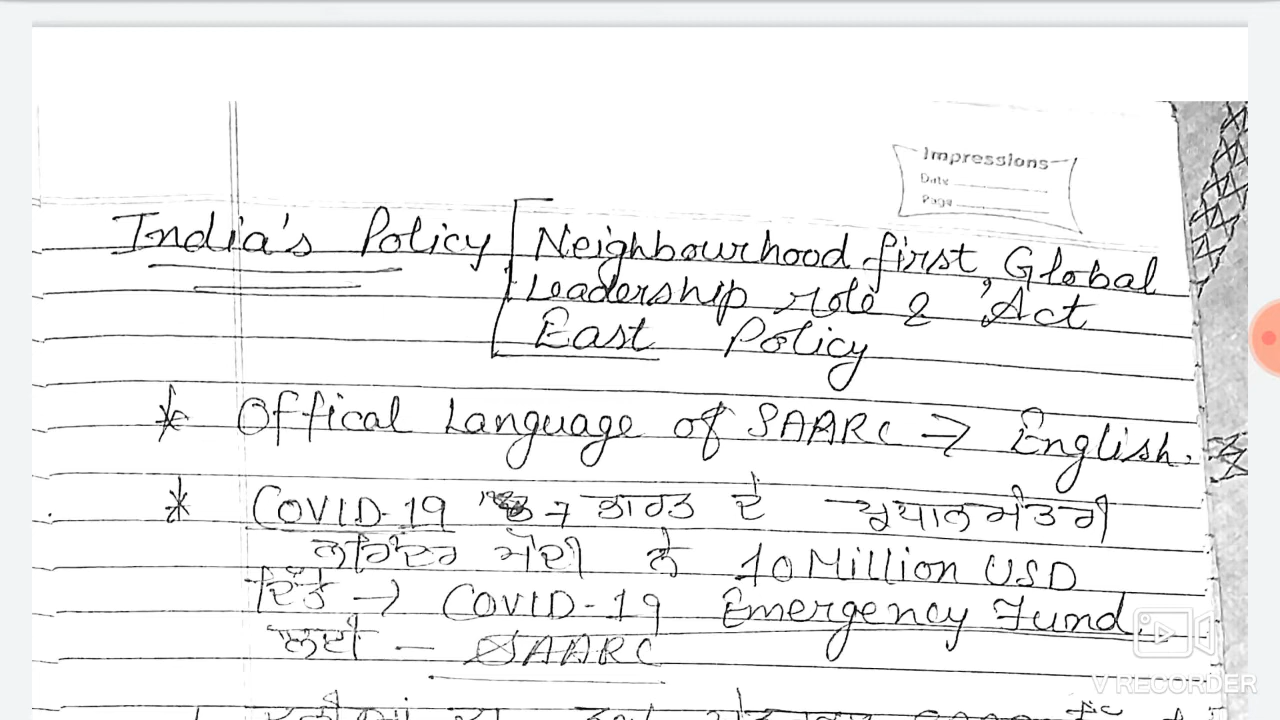 Impressions
Date
Page
India's Policy [Neighbourhood first, Global
Leadership role & 'Act
East Policy
* Offical Language of SAARC → English.
* COVID-19 → ਭਾਰਤ ਦੇ ਪ੍ਰਧਾਨਮੰਤਰੀ
ਨਰਿੰਦਰ ਮੋਦੀ ਨੇ 10 Million USD
ਦਿੱਤੇ → COVID-19 Emergency Fund.
ਲਈ — SAARC
V RECORDER